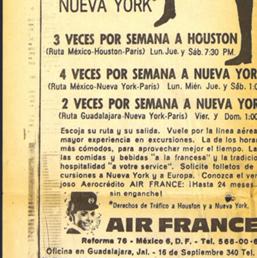 NUEVA YORK"
3 VECES POR SEMANA A HOUSTON
(Ruta México-Houston-París) Lun. Jue. y Sáb. 7:30 PM.
4 VECES POR SEMANA A NUEVA YOR
(Ruta México-Nueva York-París) Lun. Miér. Jue. y Sáb. 1:0
2 VECES POR SEMANA A NUEVA YOR
(Ruta Guadalajara-Nueva York-París) Vier. y Dom. 1:00
Escoja su ruta y su salida. Vuele por la línea aérea
mayor experiencia en excursiones. La de los horar
más cómodos, para aprovechar mejor el tiempo. La
las comidas y bebidas "a la francesa" y la tradicio
hospitalidad "a votre service". Solicite folletos de
cursiones a Nueva York y a Europa. Conozca el ver
joso Aerocrédito AIR FRANCE: ¡Hasta 24 meses
sin enganche!
*Derechos de Tráfico a Houston y a Nueva York.
AIR FRANCE
Reforma 76 - México 6, D.F. - Tel. 566-00-6
Oficina en Guadalajara, Jal. - 16 de Septiembre 340 Tel.